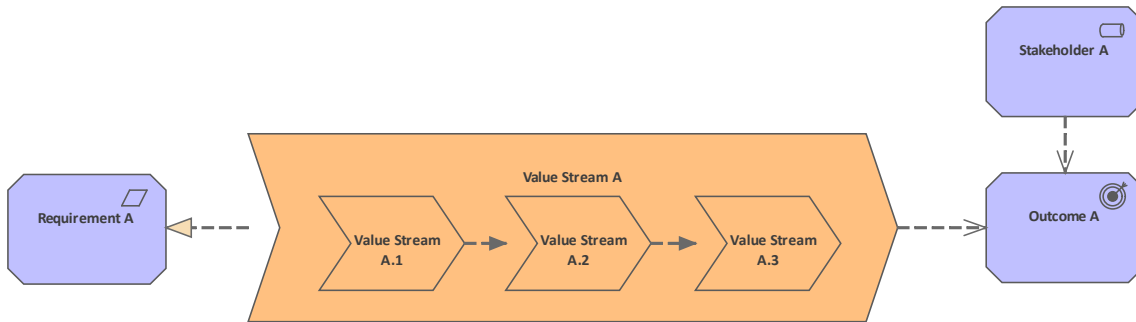 Stakeholder A
Value Stream A
Requirement A
Outcome A
Value Stream
A.1
Value Stream
A.2
Value Stream
A.3